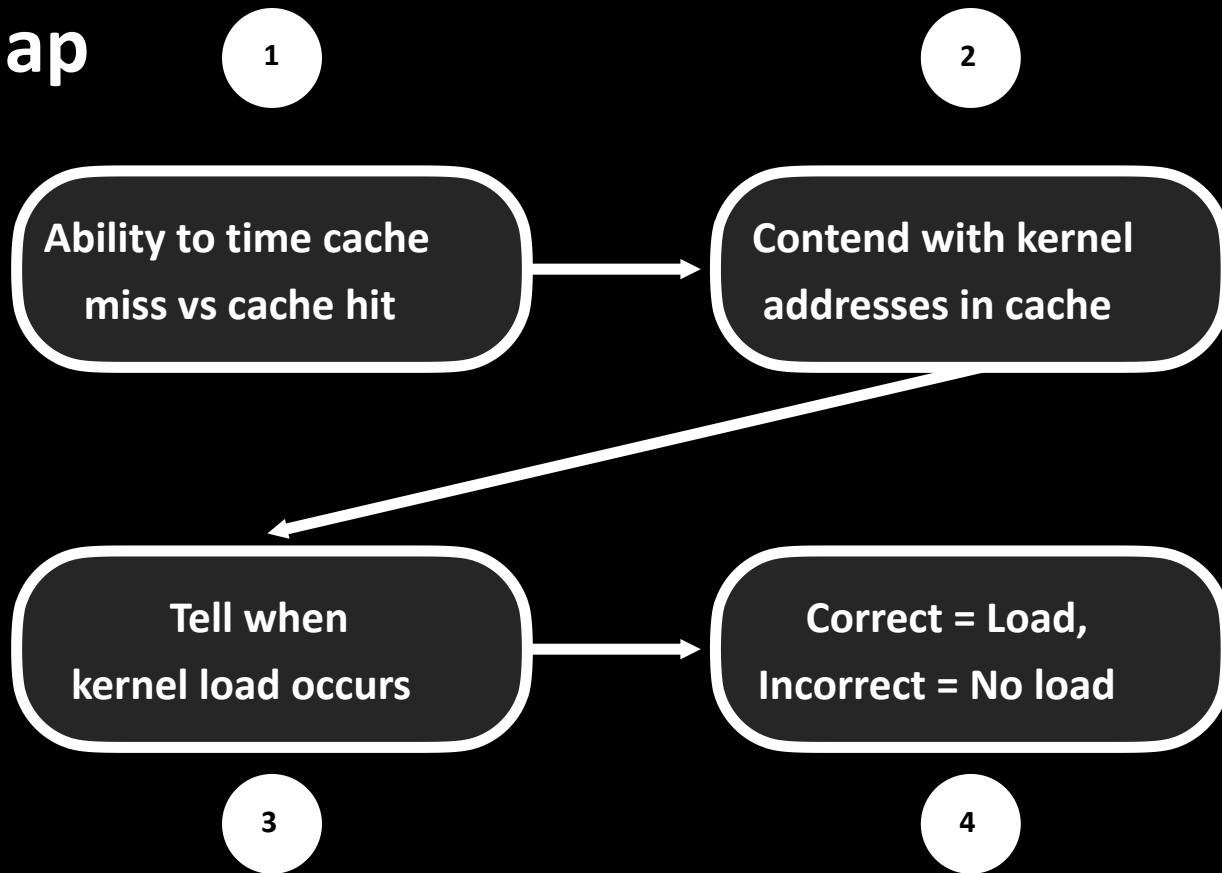 ap
1
2
Ability to time cache
miss vs cache hit
Contend with kernel
addresses in cache
Tell when
kernel load occurs
Correct = Load,
Incorrect = No load
3
4